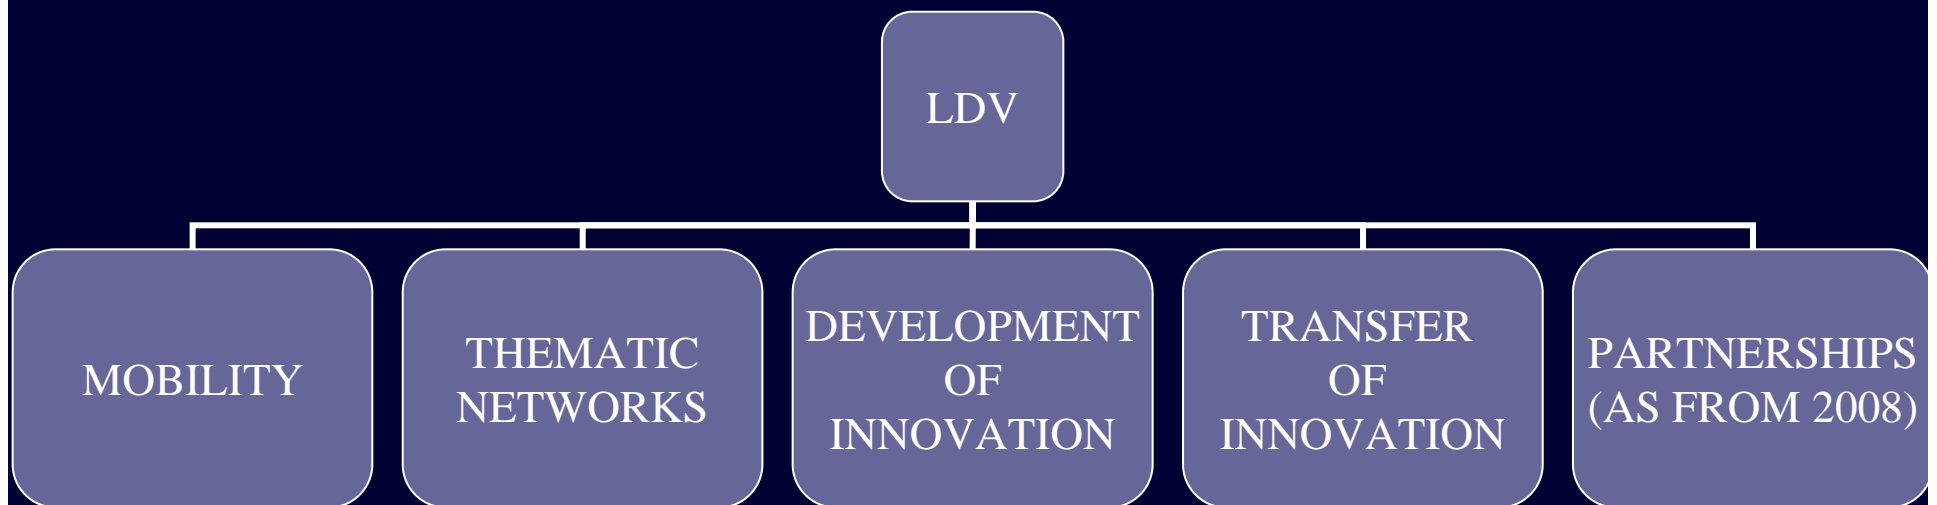 LDV
MOBILITY
THEMATIC
NETWORKS
DEVELOPMENT
OF
INNOVATION
TRANSFER
OF
INNOVATION
PARTNERSHIPS
(AS FROM 2008)